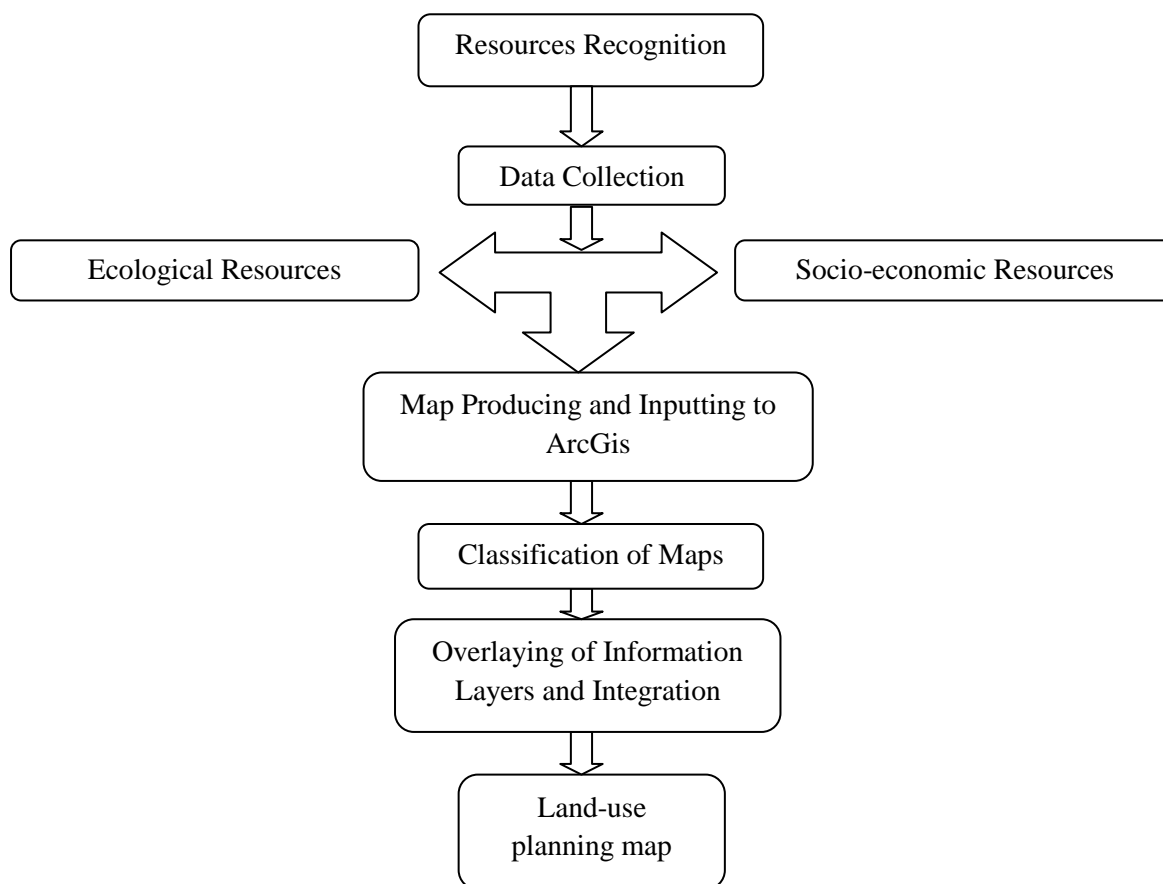 Resources Recognition
Data Collection
Ecological Resources
Socio-economic Resources
Map Producing and Inputting to
ArcGis
Classification of Maps
Overlaying of Information
Layers and Integration
Land-use
planning map